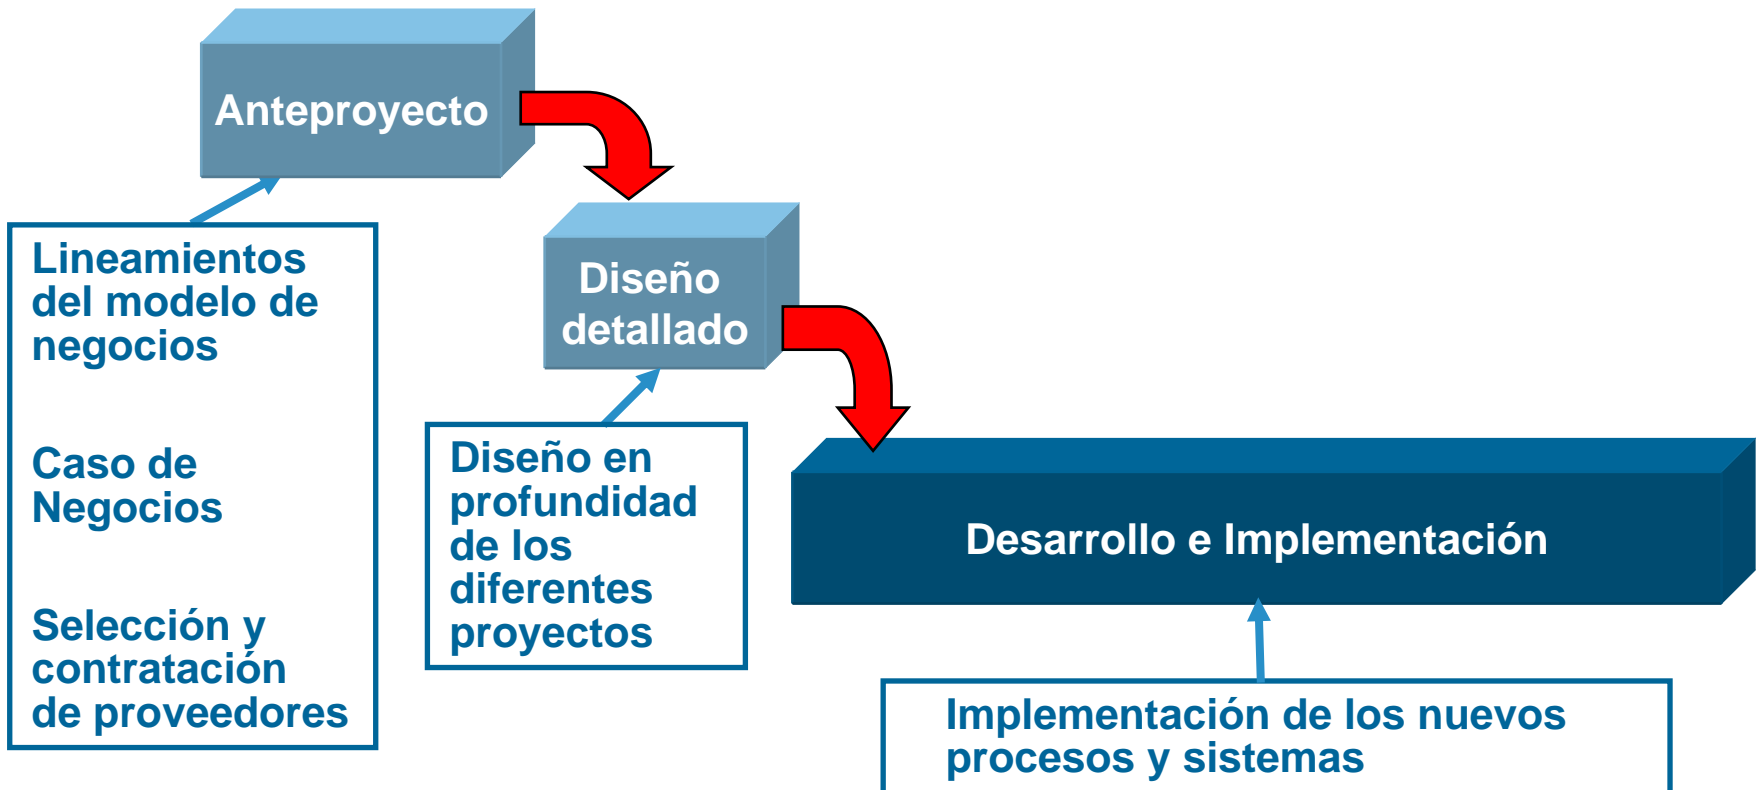 Anteproyecto
Lineamientos
del modelo de
negocios
Caso de
Negocios
Selección y
contratación
de proveedores
Diseño
detallado
Diseño en
profundidad
de los
diferentes
proyectos
Desarrollo e Implementación
Implementación de los nuevos
procesos y sistemas